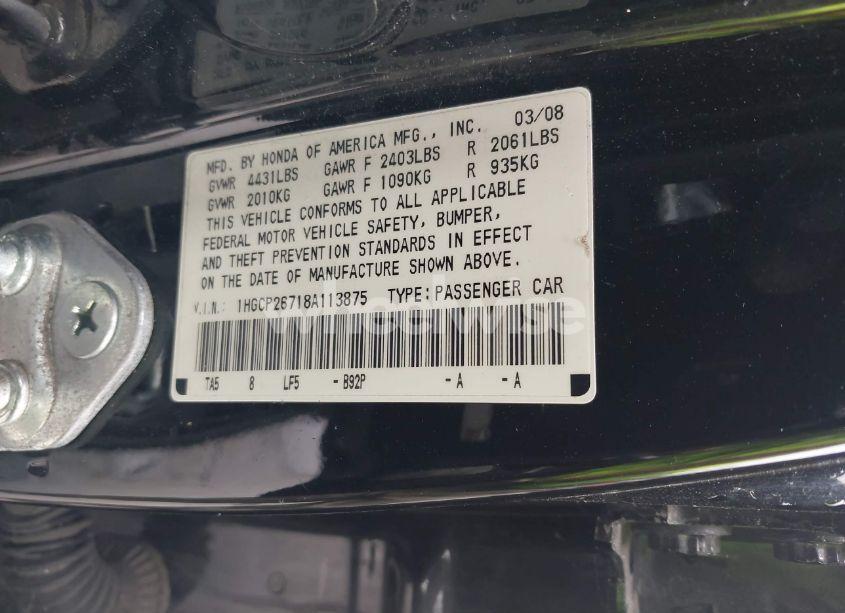 03/08
MFD. BY HONDA OF AMERICA MFG., INC.
GVWR 4431LBS GAWR F 2403LBS R 2061LBS
GVWR 2010KG GAWR F 1090KG R 935KG
THIS VEHICLE CONFORMS TO ALL APPLICABLE
FEDERAL MOTOR VEHICLE SAFETY, BUMPER,
AND THEFT PREVENTION STANDARDS IN EFFECT
ON THE DATE OF MANUFACTURE SHOWN ABOVE.
V.I.N.: 1HGCP26718A113875 TYPE:PASSENGER CAR
wheelwise
TA5 8 LF5 -B92P -A -A